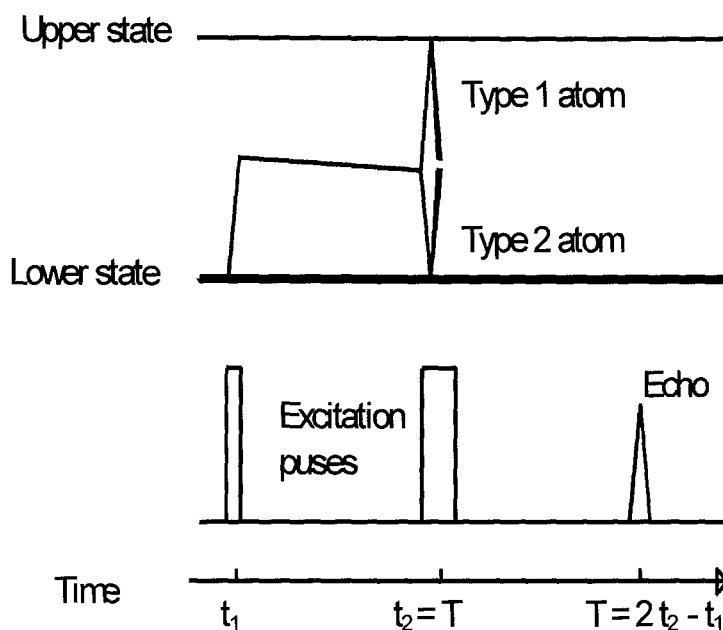 Upper state
Type 1 atom
Type 2 atom
Lower state
Excitation
puses
Echo
Time
t₁
t₂ = T
T = 2 t₂ - t₁